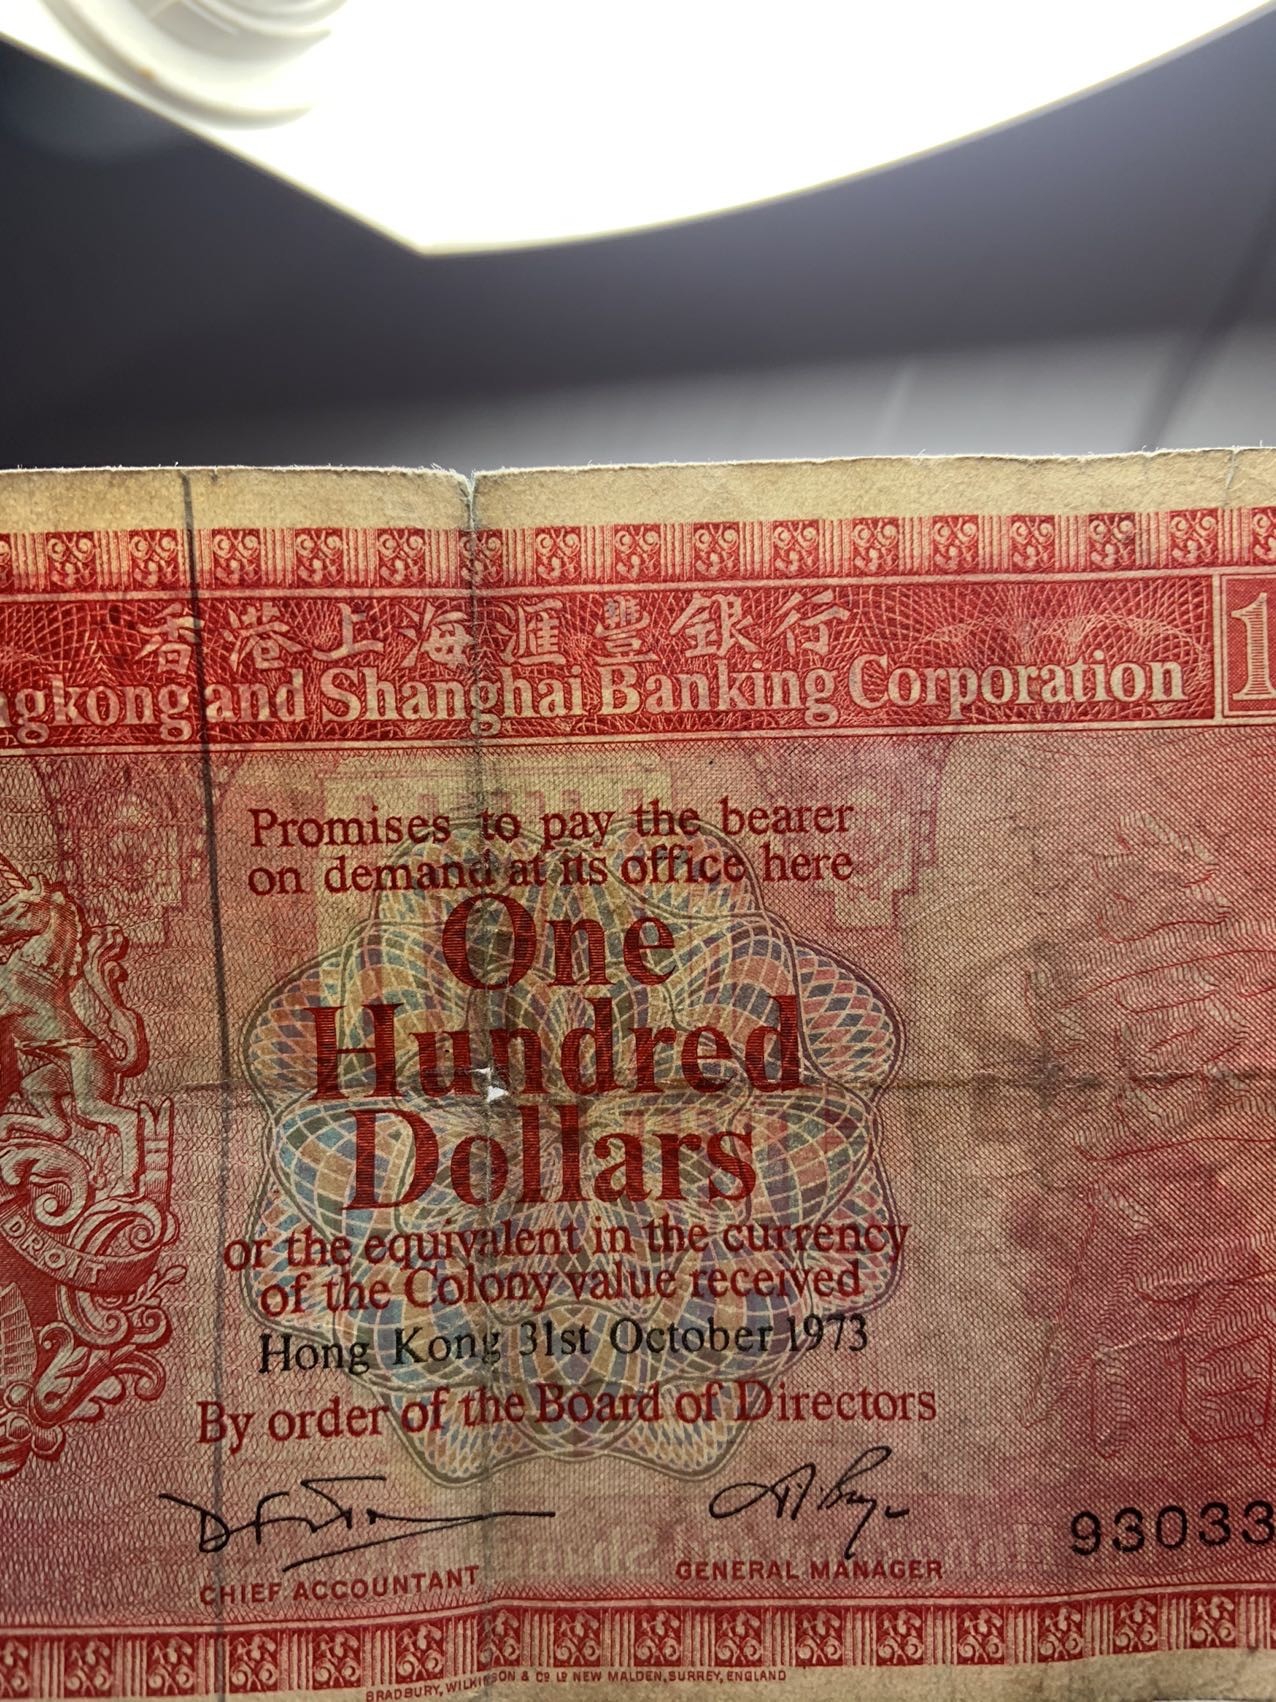 香港上海滙豐銀行
ngkong and Shanghai Banking Corporation
1
Promises to pay the bearer
on demand at its office here
One
Hundred
Dollars
or the equivalent in the currency
of the Colony value received
Hong Kong 31st October 1973
By order of the Board of Directors
DROIT
CHIEF ACCOUNTANT
GENERAL MANAGER
93033
BRADBURY, WILKINSON & Co Ld NEW MALDEN, SURREY, ENGLAND